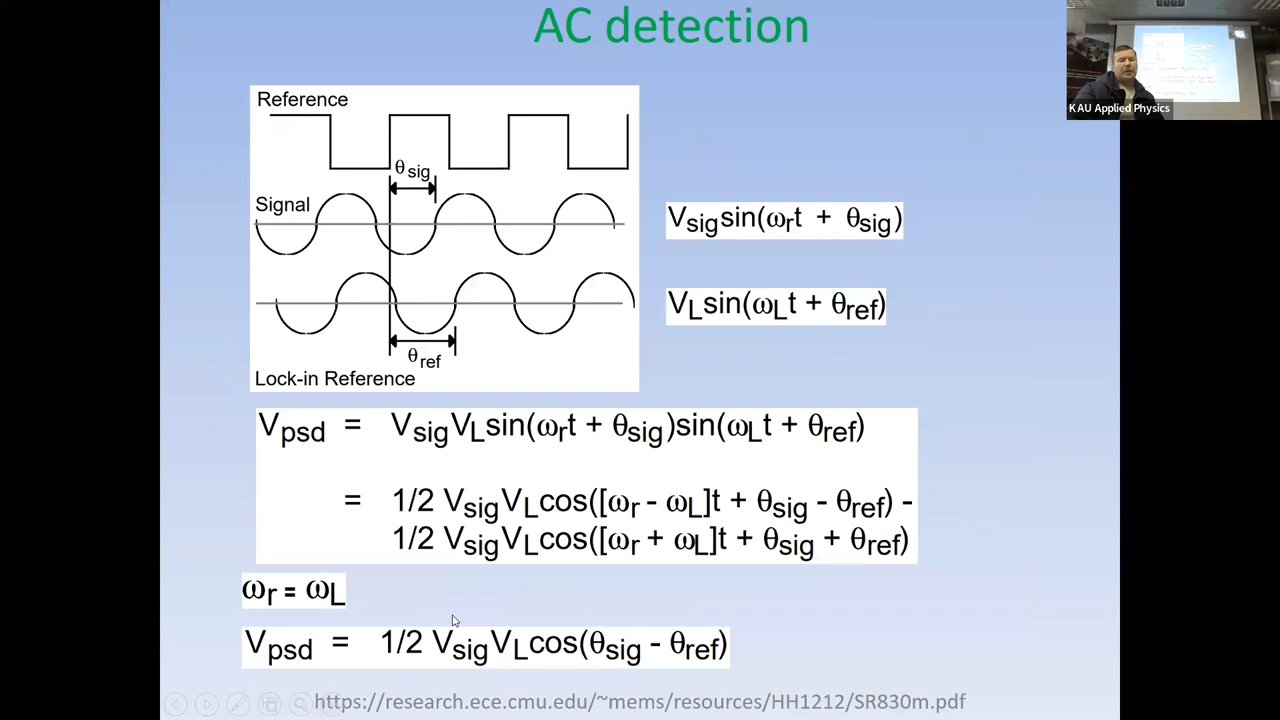 AC detection
K AU Applied Physics
Reference
θsig
Signal
θref
Lock-in Reference
Vsigsin(ωrt + θsig)
VLsin(ωLt + θref)
Vpsd = VsigVLsin(ωrt + θsig)sin(ωLt + θref)
= 1/2 VsigVLcos([ωr - ωL]t + θsig - θref) -
1/2 VsigVLcos([ωr + ωL]t + θsig + θref)
ωr = ωL
Vpsd = 1/2 VsigVLcos(θsig - θref)
https://research.ece.cmu.edu/~mems/resources/HH1212/SR830m.pdf